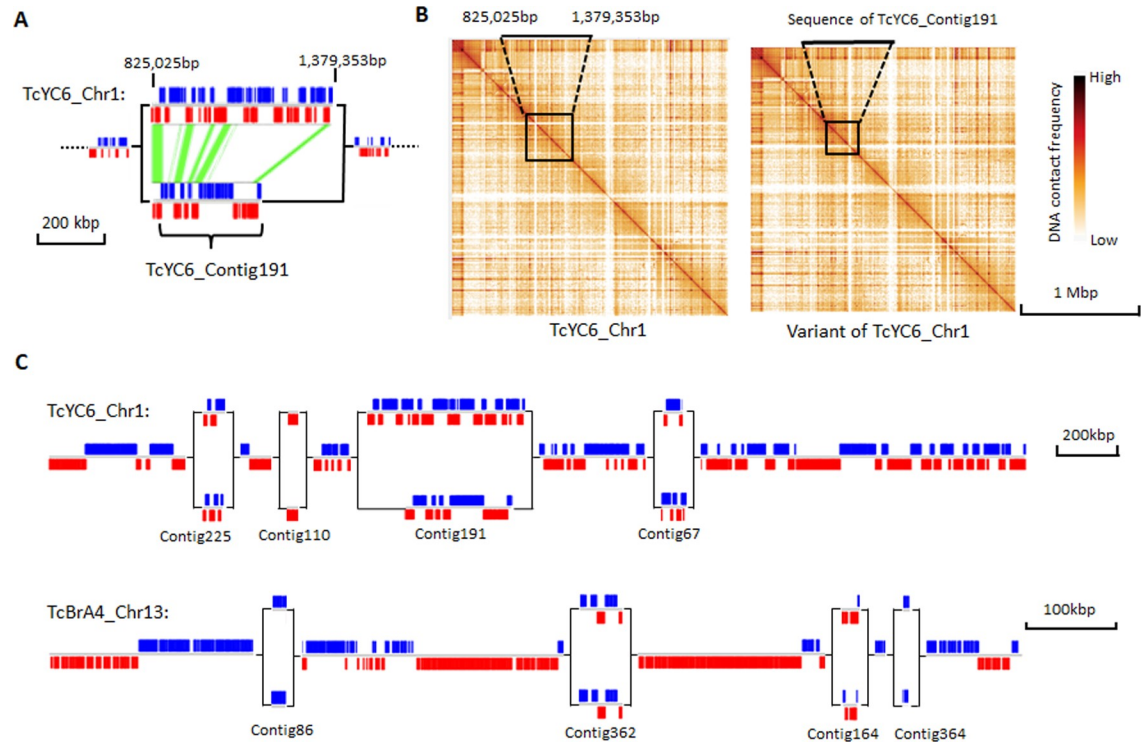 A
825,025bp
1,379,353bp
TcYC6_Chr1:
200 kbp
TcYC6_Contig191
B
825,025bp
1,379,353bp
Sequence of TcYC6_Contig191
High
DNA contact frequency
Low
1 Mbp
TcYC6_Chr1
Variant of TcYC6_Chr1
C
TcYC6_Chr1:
200kbp
Contig225
Contig110
Contig191
Contig67
TcBrA4_Chr13:
100kbp
Contig86
Contig362
Contig164
Contig364